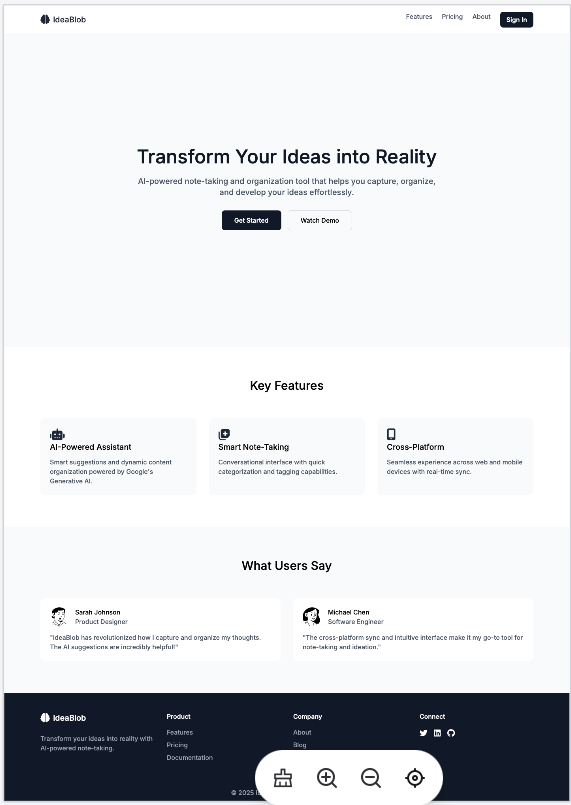 IdeaBlob
Features Pricing About Sign In
Transform Your Ideas into Reality
AI-powered note-taking and organization tool that helps you capture, organize,
and develop your ideas effortlessly.
Get Started Watch Demo
Key Features
AI-Powered Assistant
Smart suggestions and dynamic content
organization powered by Google's
Generative AI.
Smart Note-Taking
Conversational interface with quick
categorization and tagging capabilities.
Cross-Platform
Seamless experience across web and mobile
devices with real-time sync.
What Users Say
Sarah Johnson
Product Designer
"IdeaBlob has revolutionized how I capture and organize my thoughts.
The AI suggestions are incredibly helpful!"
Michael Chen
Software Engineer
"The cross-platform sync and intuitive interface make it my go-to tool for
note-taking and ideation."
IdeaBlob
Transform your ideas into reality with
AI-powered note-taking.
Product
Features
Pricing
Documentation
Company
About
Blog
Connect
© 2025